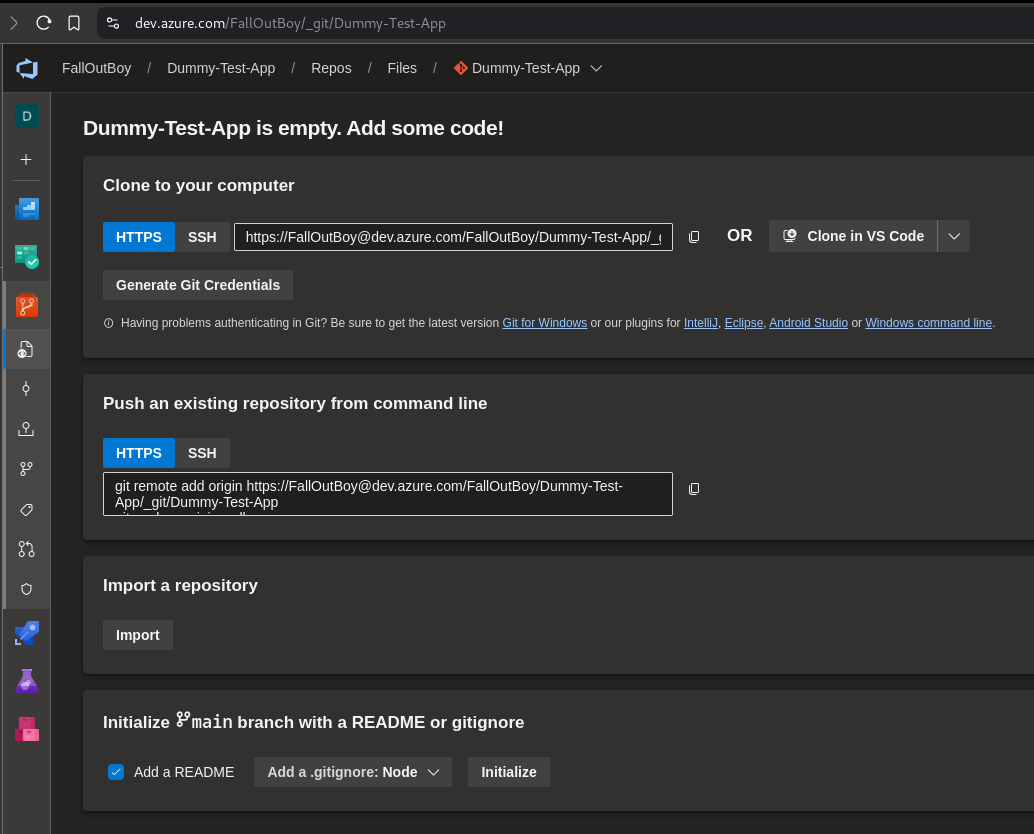 dev.azure.com/FallOutBoy/_git/Dummy-Test-App
FallOutBoy / Dummy-Test-App / Repos / Files / Dummy-Test-App
D
Dummy-Test-App is empty. Add some code!
Clone to your computer
HTTPS SSH https://FallOutBoy@dev.azure.com/FallOutBoy/Dummy-Test-App/_ OR Clone in VS Code
Generate Git Credentials
Having problems authenticating in Git? Be sure to get the latest version Git for Windows or our plugins for IntelliJ, Eclipse, Android Studio or Windows command line.
Push an existing repository from command line
HTTPS SSH
git remote add origin https://FallOutBoy@dev.azure.com/FallOutBoy/Dummy-Test-
App/_git/Dummy-Test-App
Import a repository
Import
Initialize main branch with a README or gitignore
Add a README Add a .gitignore: Node Initialize